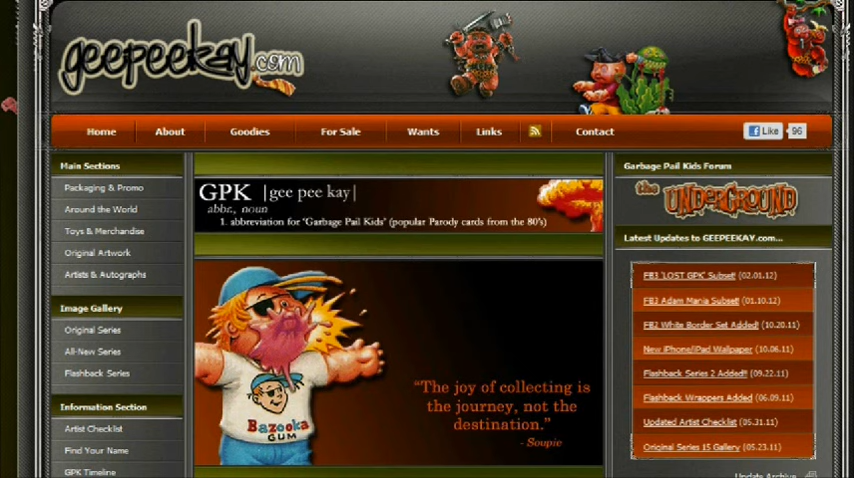 geepeekay.com
Home About Goodies For Sale Wants Links Contact
Like 96
Main Sections
Packaging & Promo
Around the World
Toys & Merchandise
Original Artwork
Artists & Autographs
Image Gallery
Original Series
All-New Series
Flashback Series
Information Section
Artist Checklist
Find Your Name
GPK Timeline
GPK |gee pee kay|
abbr., noun
1. abbreviation for 'Garbage Pail Kids' (popular Parody cards from the 80's)
Bazooka
GUM
“The joy of collecting is
the journey, not the
destination.”
- Soupie
Garbage Pail Kids Forum
the UNDERGROUND
Latest Updates to GEEPEEKAY.com...
FB3 'LOST GPK' Subset! (02.01.12)
FB3 Adam Mania Subset! (01.10.12)
FB2 White Border Set Added! (10.20.11)
New iPhone/iPad Wallpaper (10.06.11)
Flashback Series 2 Added!! (09.22.11)
Flashback Wrappers Added (06.09.11)
Updated Artist Checklist (05.31.11)
Original Series 15 Gallery (05.23.11)
Update Archive